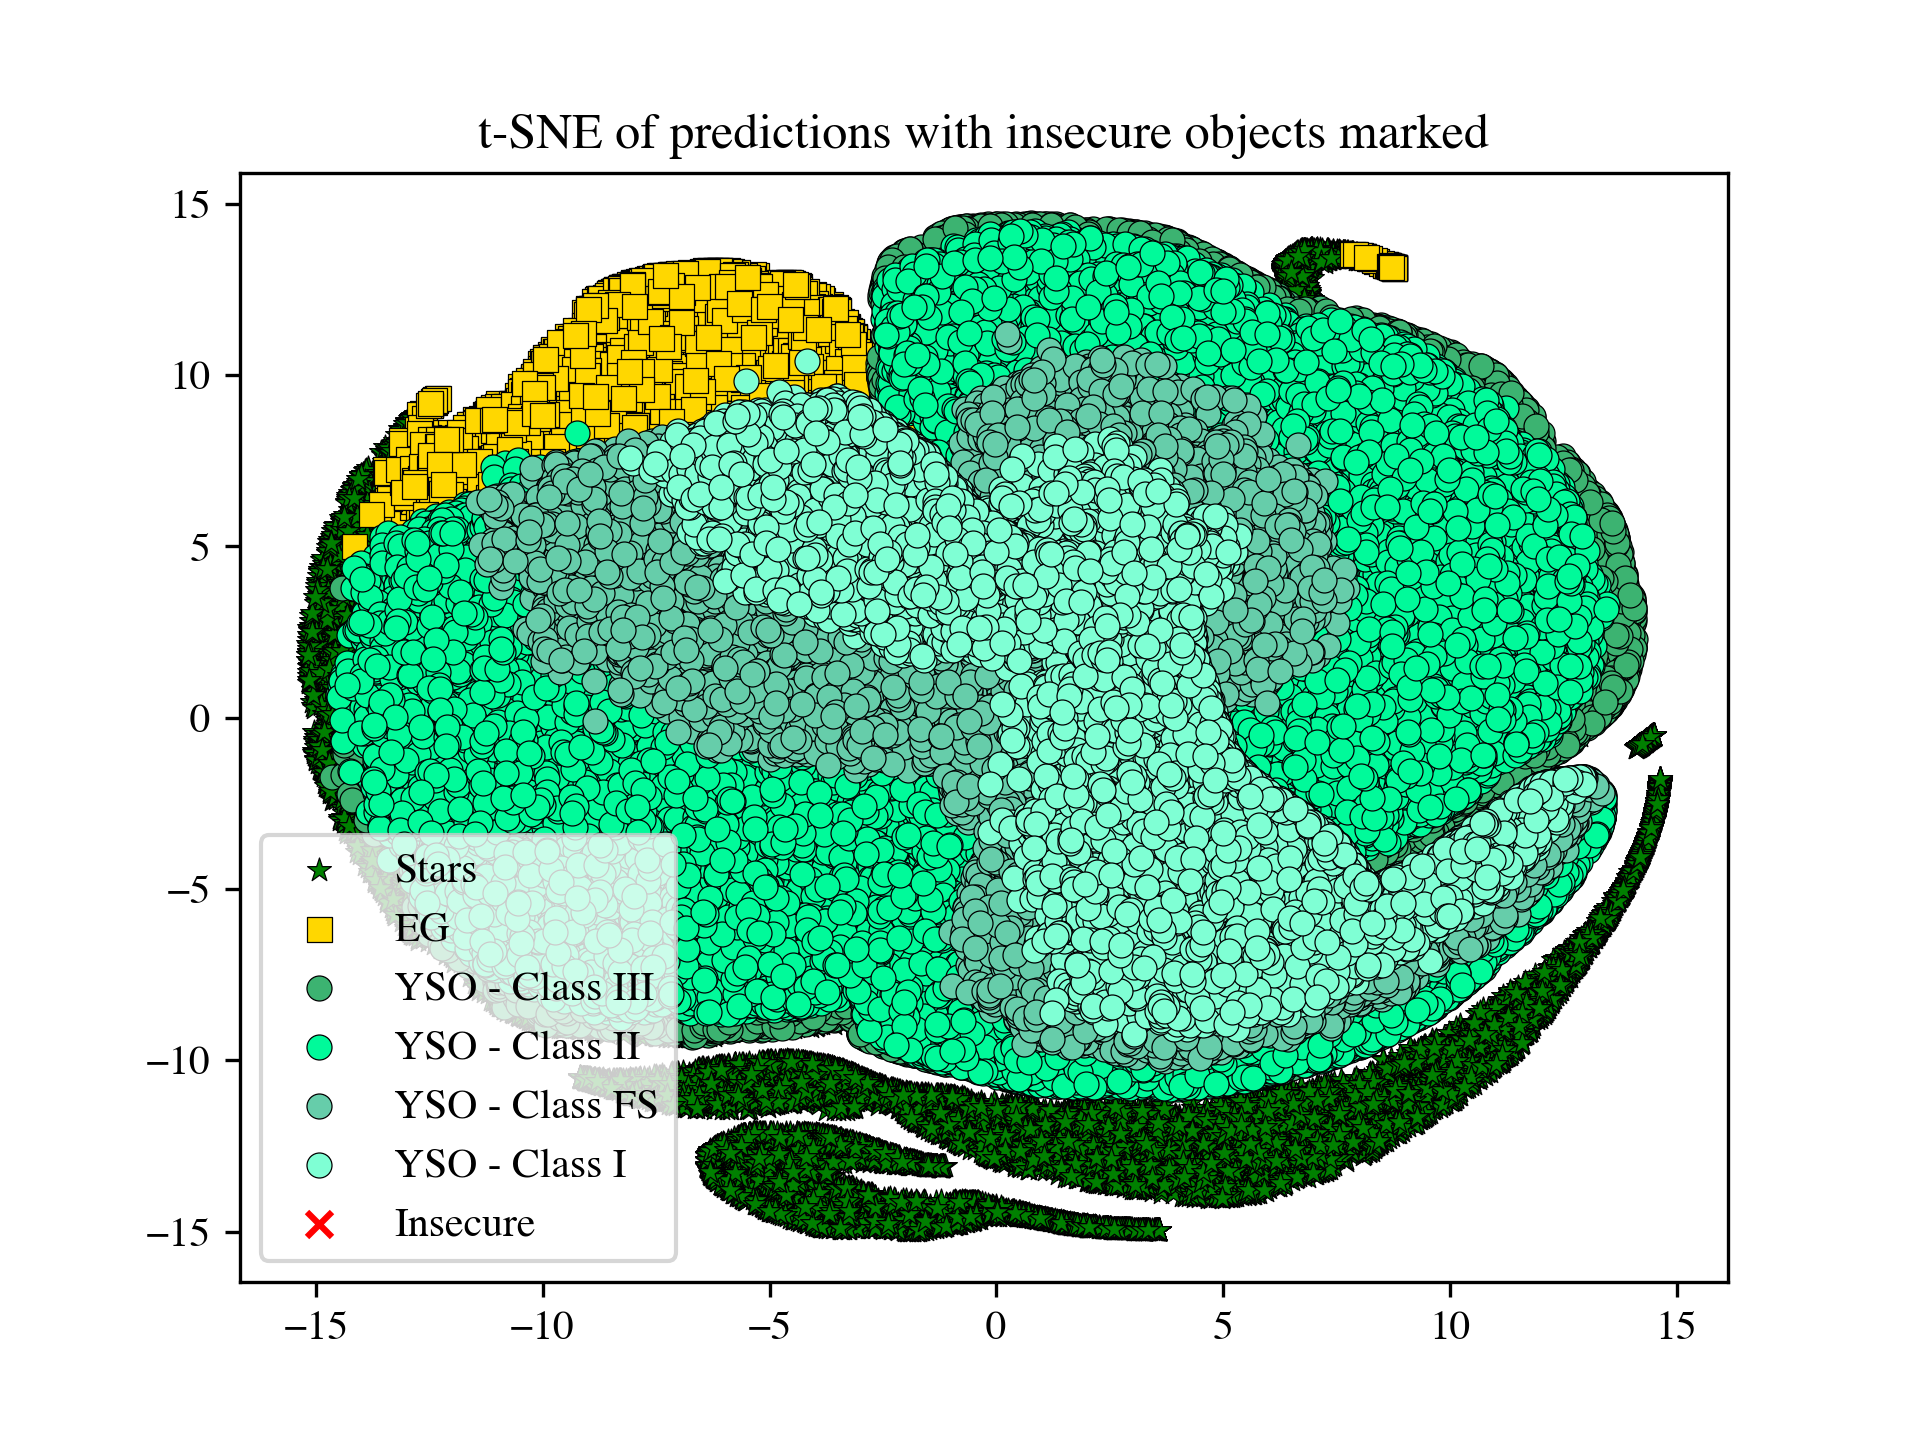 t-SNE of predictions with insecure objects marked
15
10
5
0
−5
−10
−15
Stars
EG
YSO - Class III
YSO - Class II
YSO - Class FS
YSO - Class I
Insecure
−15 −10 −5 0 5 10 15